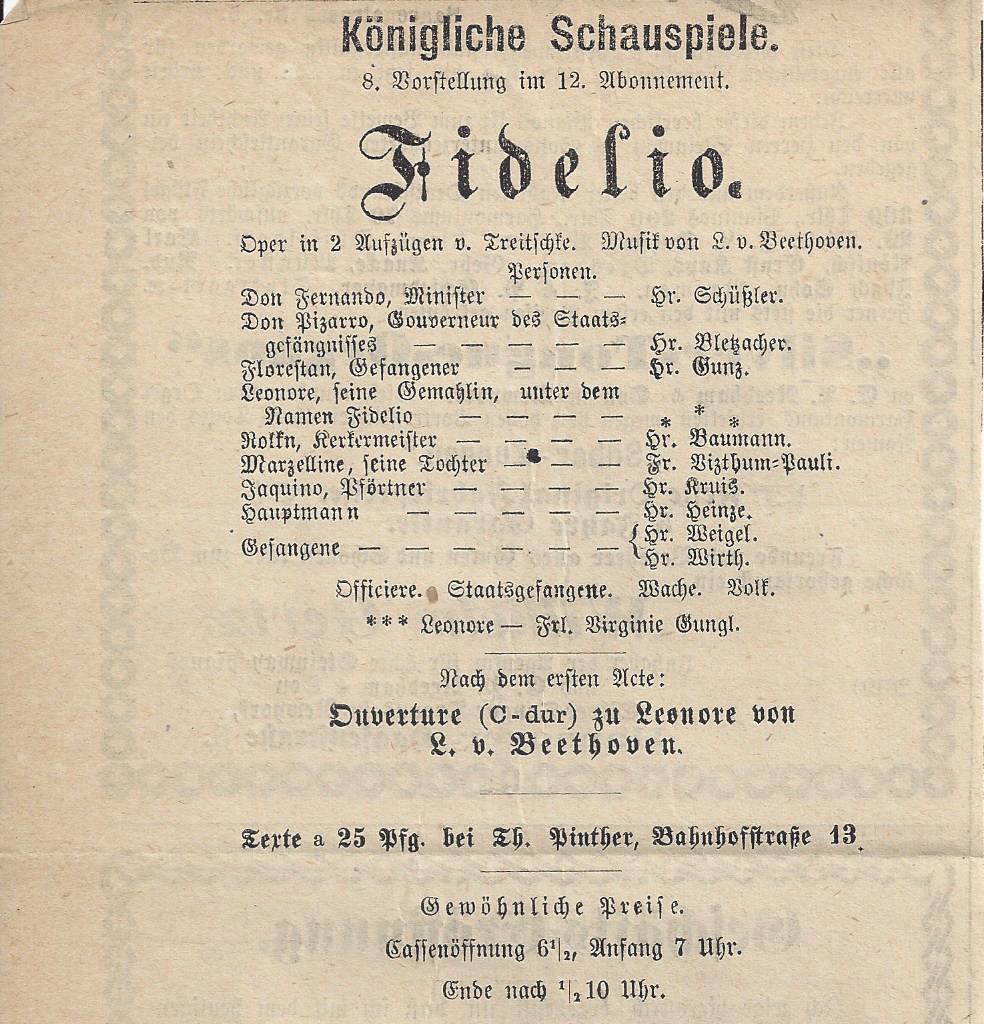 Königliche Schauspiele.
8. Vorstellung im 12. Abonnement.
Fidelio.
Oper in 2 Aufzügen v. Treitschke. Musik von L. v. Beethoven.
Personen.
Don Fernando, Minister — — — Hr. Schüßler.
Don Pizarro, Gouverneur des Staats-
gefängnisses — — — — — Hr. Bletzacher.
Florestan, Gefangener — — — Hr. Gunz.
Leonore, seine Gemahlin, unter dem
Namen Fidelio — — — — * * *
Rolkn, Kerkermeister — — — — Hr. Baumann.
Marzelline, seine Tochter — — — Fr. Vizthum-Pauli.
Jaquino, Pförtner — — — — Hr. Kruis.
Hauptmann — — — — — Hr. Heinze.
Gefangene — — — — — — { Hr. Weigel.
Hr. Wirth.
Officiere. Staatsgefangene. Wache. Volk.
*** Leonore — Frl. Virginie Gungl.
Nach dem ersten Acte:
Ouverture (C-dur) zu Leonore von
L. v. Beethoven.
Texte a 25 Pfg. bei Th. Pinther, Bahnhofstraße 13.
Gewöhnliche Preise.
Cassenöffnung 6½, Anfang 7 Uhr.
Ende nach ½10 Uhr.